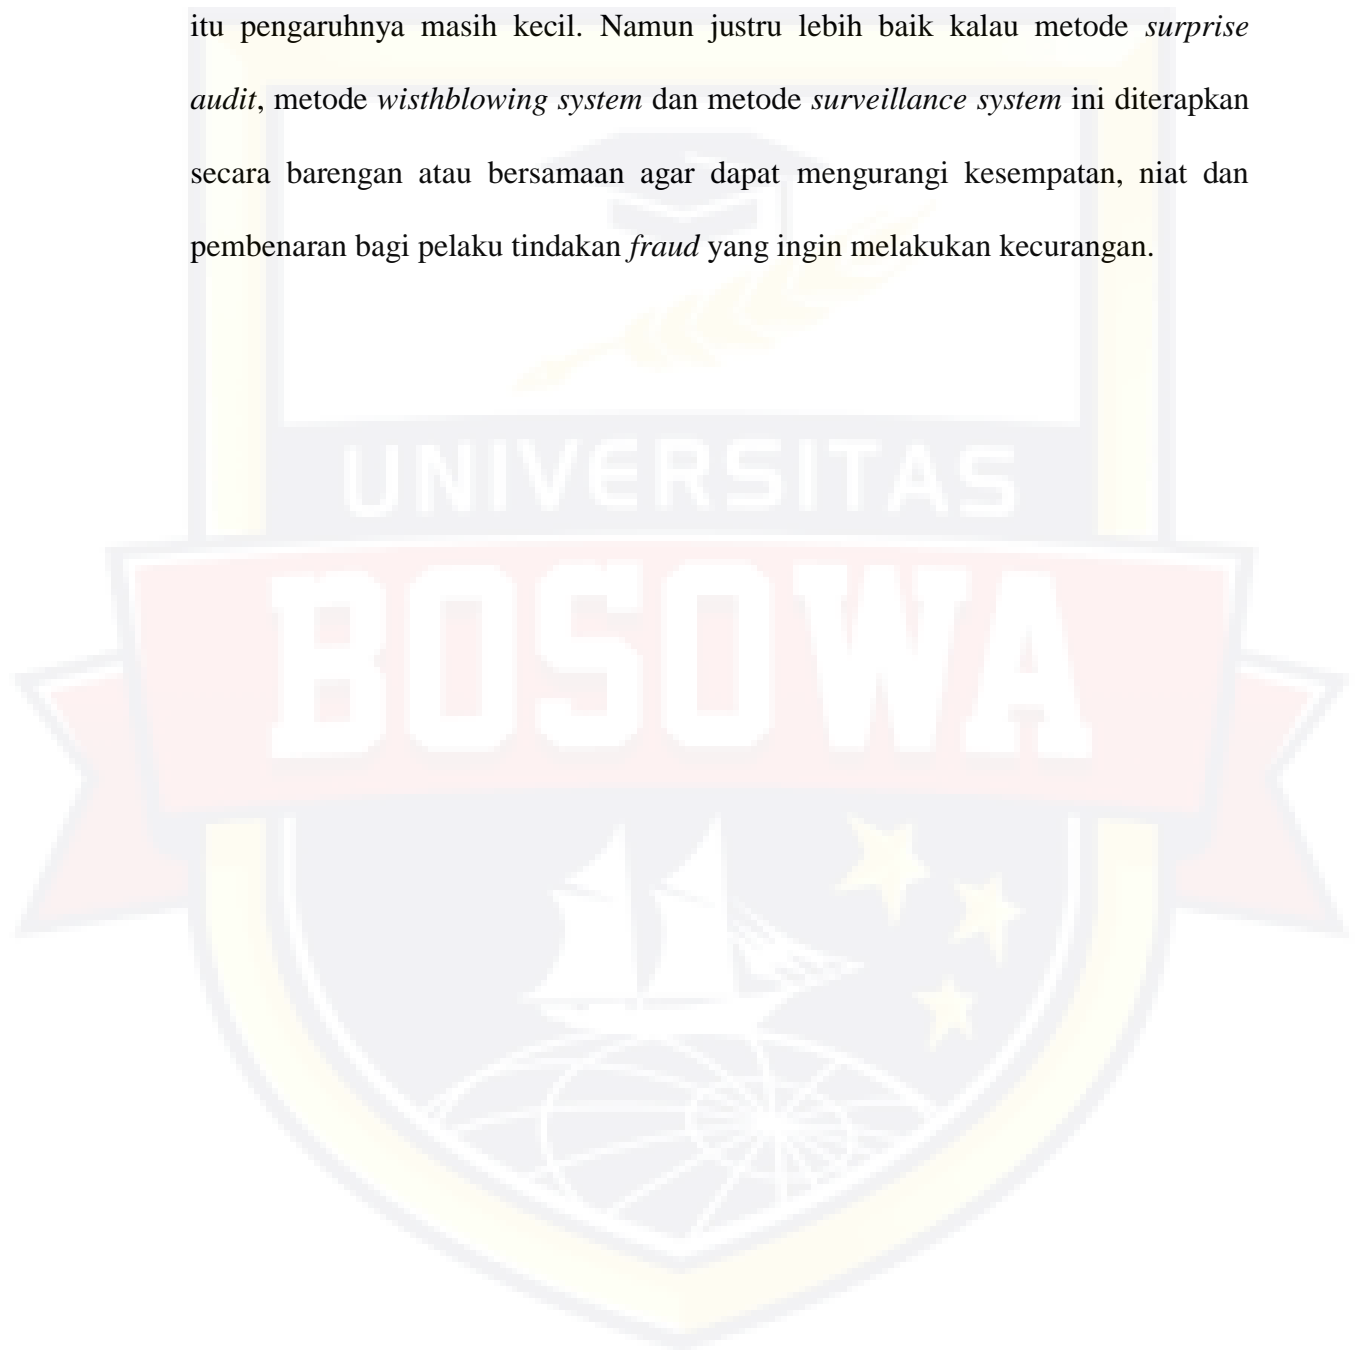 itu pengaruhnya masih kecil. Namun justru lebih baik kalau metode surprise
audit, metode wisthblowing system dan metode surveillance system ini diterapkan
secara barengan atau bersamaan agar dapat mengurangi kesempatan, niat dan
pembenaran bagi pelaku tindakan fraud yang ingin melakukan kecurangan.
UNIVERSITAS
BOSOWA